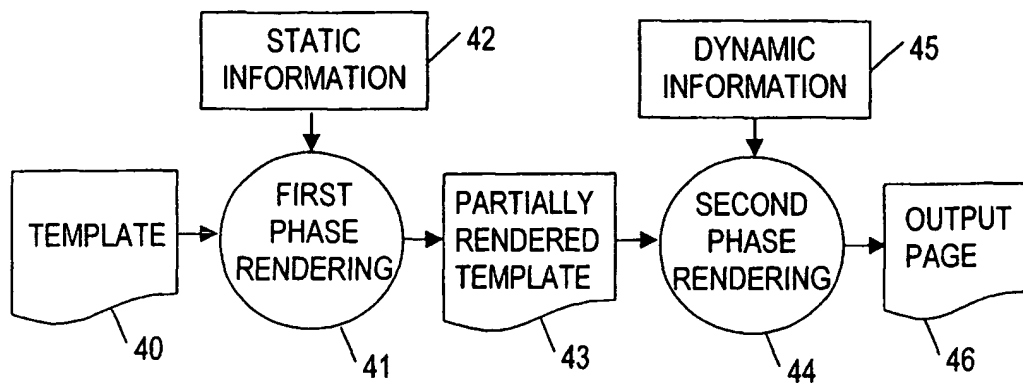 STATIC
INFORMATION
42
DYNAMIC
INFORMATION
45
TEMPLATE
40
FIRST
PHASE
RENDERING
41
PARTIALLY
RENDERED
TEMPLATE
43
SECOND
PHASE
RENDERING
44
OUTPUT
PAGE
46